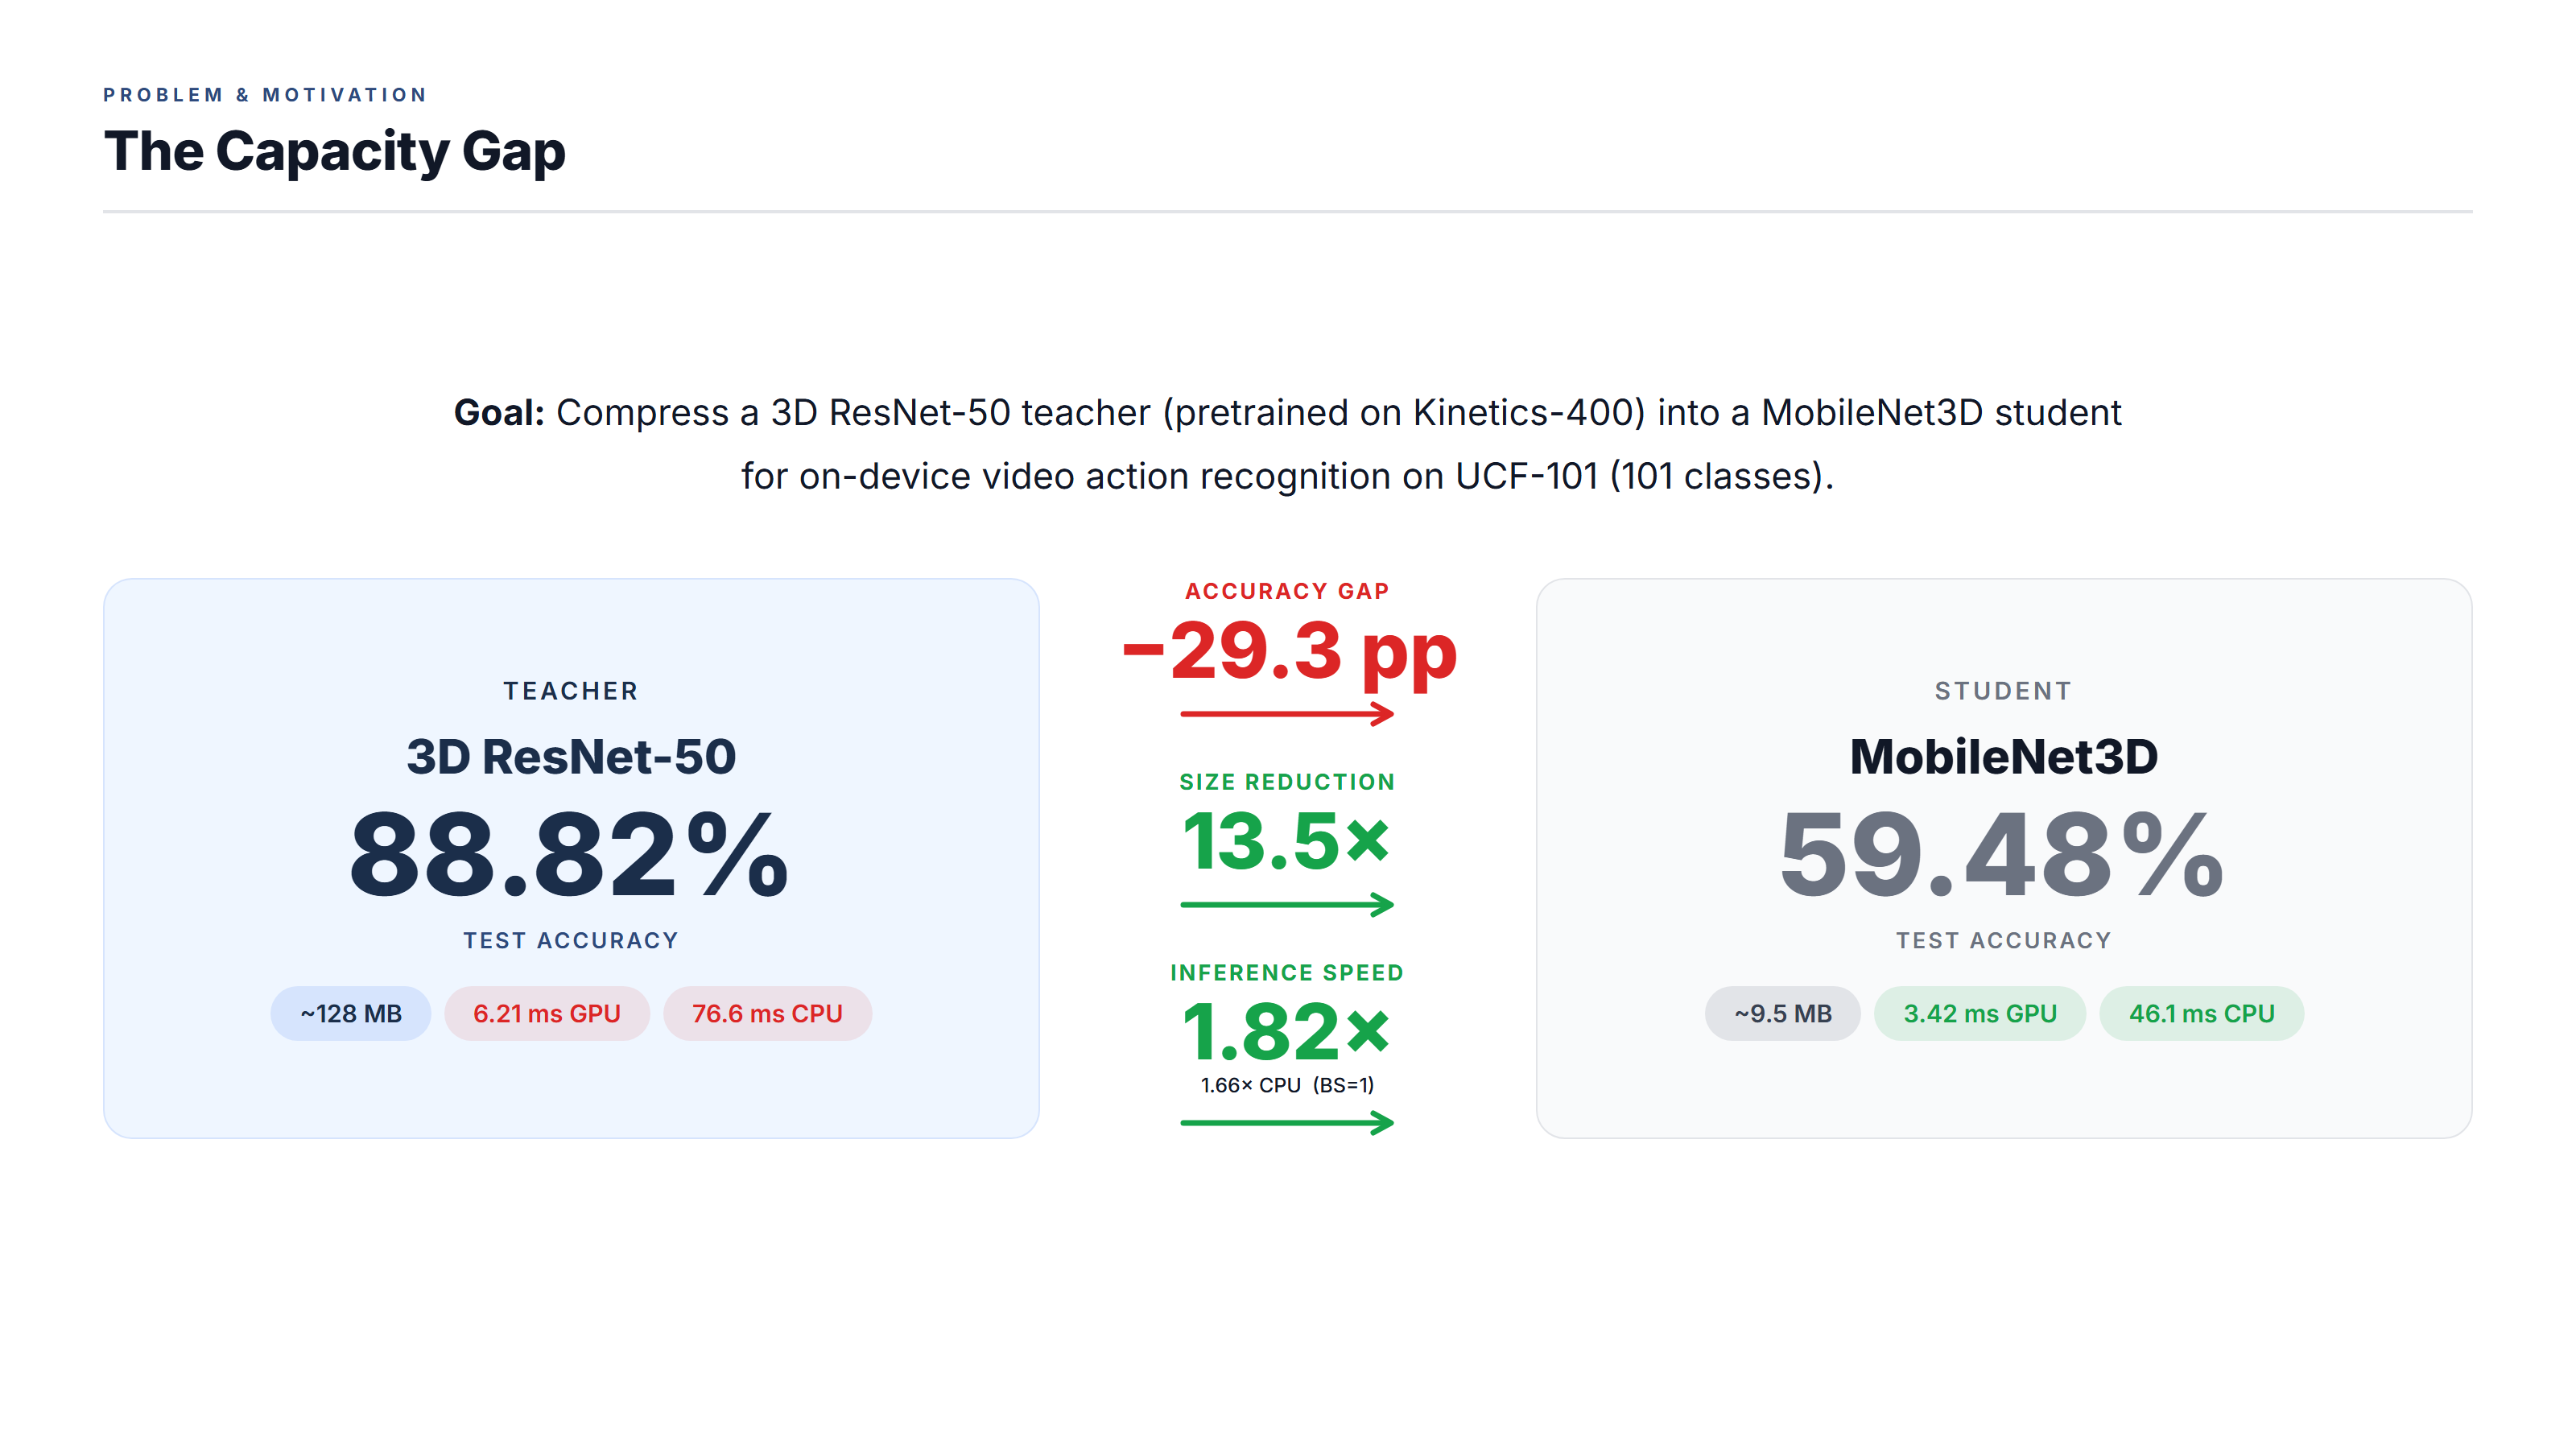 PROBLEM & MOTIVATION
The Capacity Gap
Goal: Compress a 3D ResNet-50 teacher (pretrained on Kinetics-400) into a MobileNet3D student
for on-device video action recognition on UCF-101 (101 classes).
TEACHER
3D ResNet-50
88.82%
TEST ACCURACY
~128 MB
6.21 ms GPU
76.6 ms CPU
ACCURACY GAP
−29.3 pp
SIZE REDUCTION
13.5×
INFERENCE SPEED
1.82×
1.66× CPU (BS=1)
STUDENT
MobileNet3D
59.48%
TEST ACCURACY
~9.5 MB
3.42 ms GPU
46.1 ms CPU